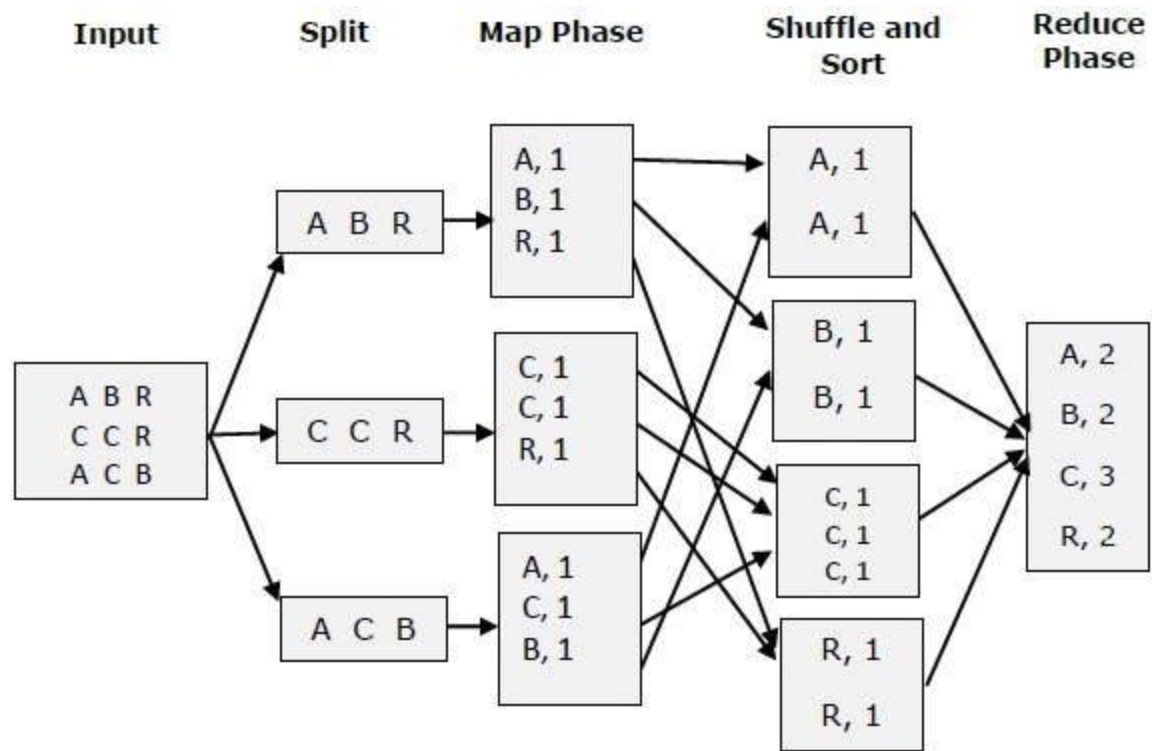 Input
Split
Map Phase
Shuffle and
Sort
Reduce
Phase
A B R
C C R
A C B
A B R
C C R
A C B
A, 1
B, 1
R, 1
C, 1
C, 1
R, 1
A, 1
C, 1
B, 1
A, 1
A, 1
B, 1
B, 1
C, 1
C, 1
C, 1
R, 1
R, 1
A, 2
B, 2
C, 3
R, 2